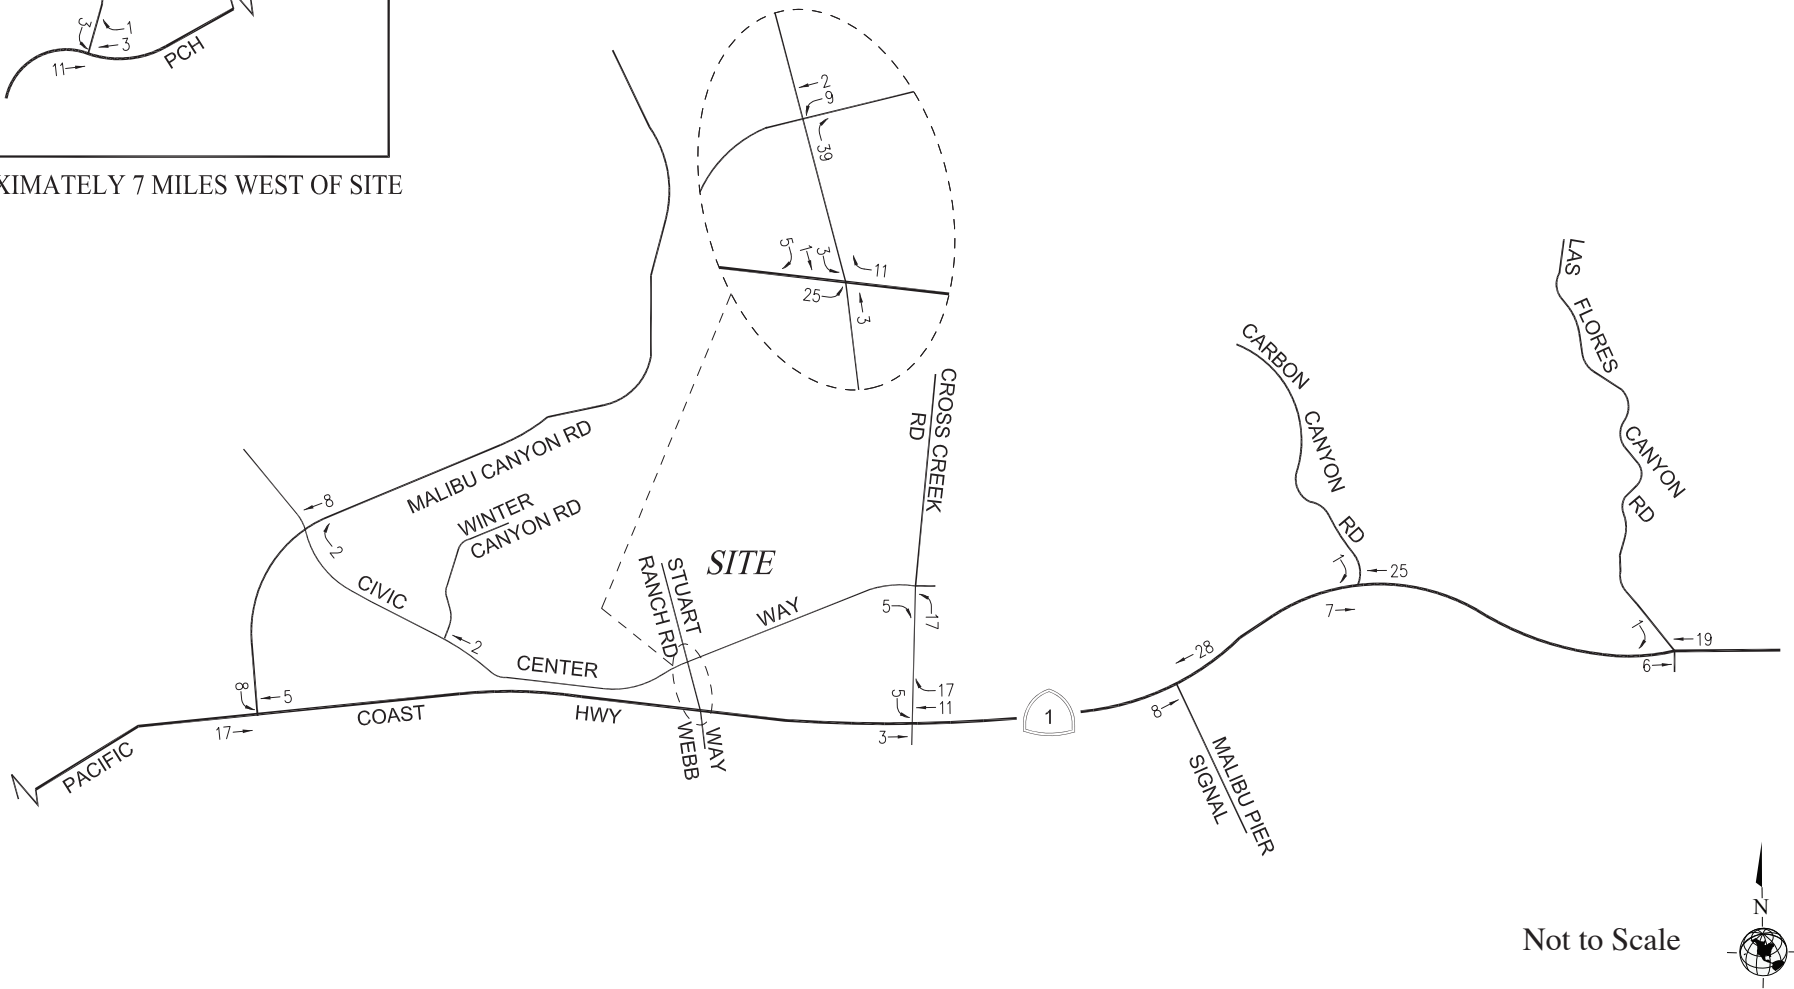 3
1
3
11
PCH
XIMATELY 7 MILES WEST OF SITE
2
9
39
5
1
3
11
25
3
LAS
FLORES
CANYON
RD
CARBON
CANYON
RD
CROSS CREEK
RD
MALIBU CANYON RD
WINTER
CANYON RD
8
2
CIVIC
2
CENTER
WAY
SITE
STUART
RANCH RD
5
17
8
5
17
PACIFIC
COAST
HWY
WEBB
WAY
5
17
11
3
1
28
8
MALIBU PIER
SIGNAL
1
25
7
1
19
6
N
Not to Scale